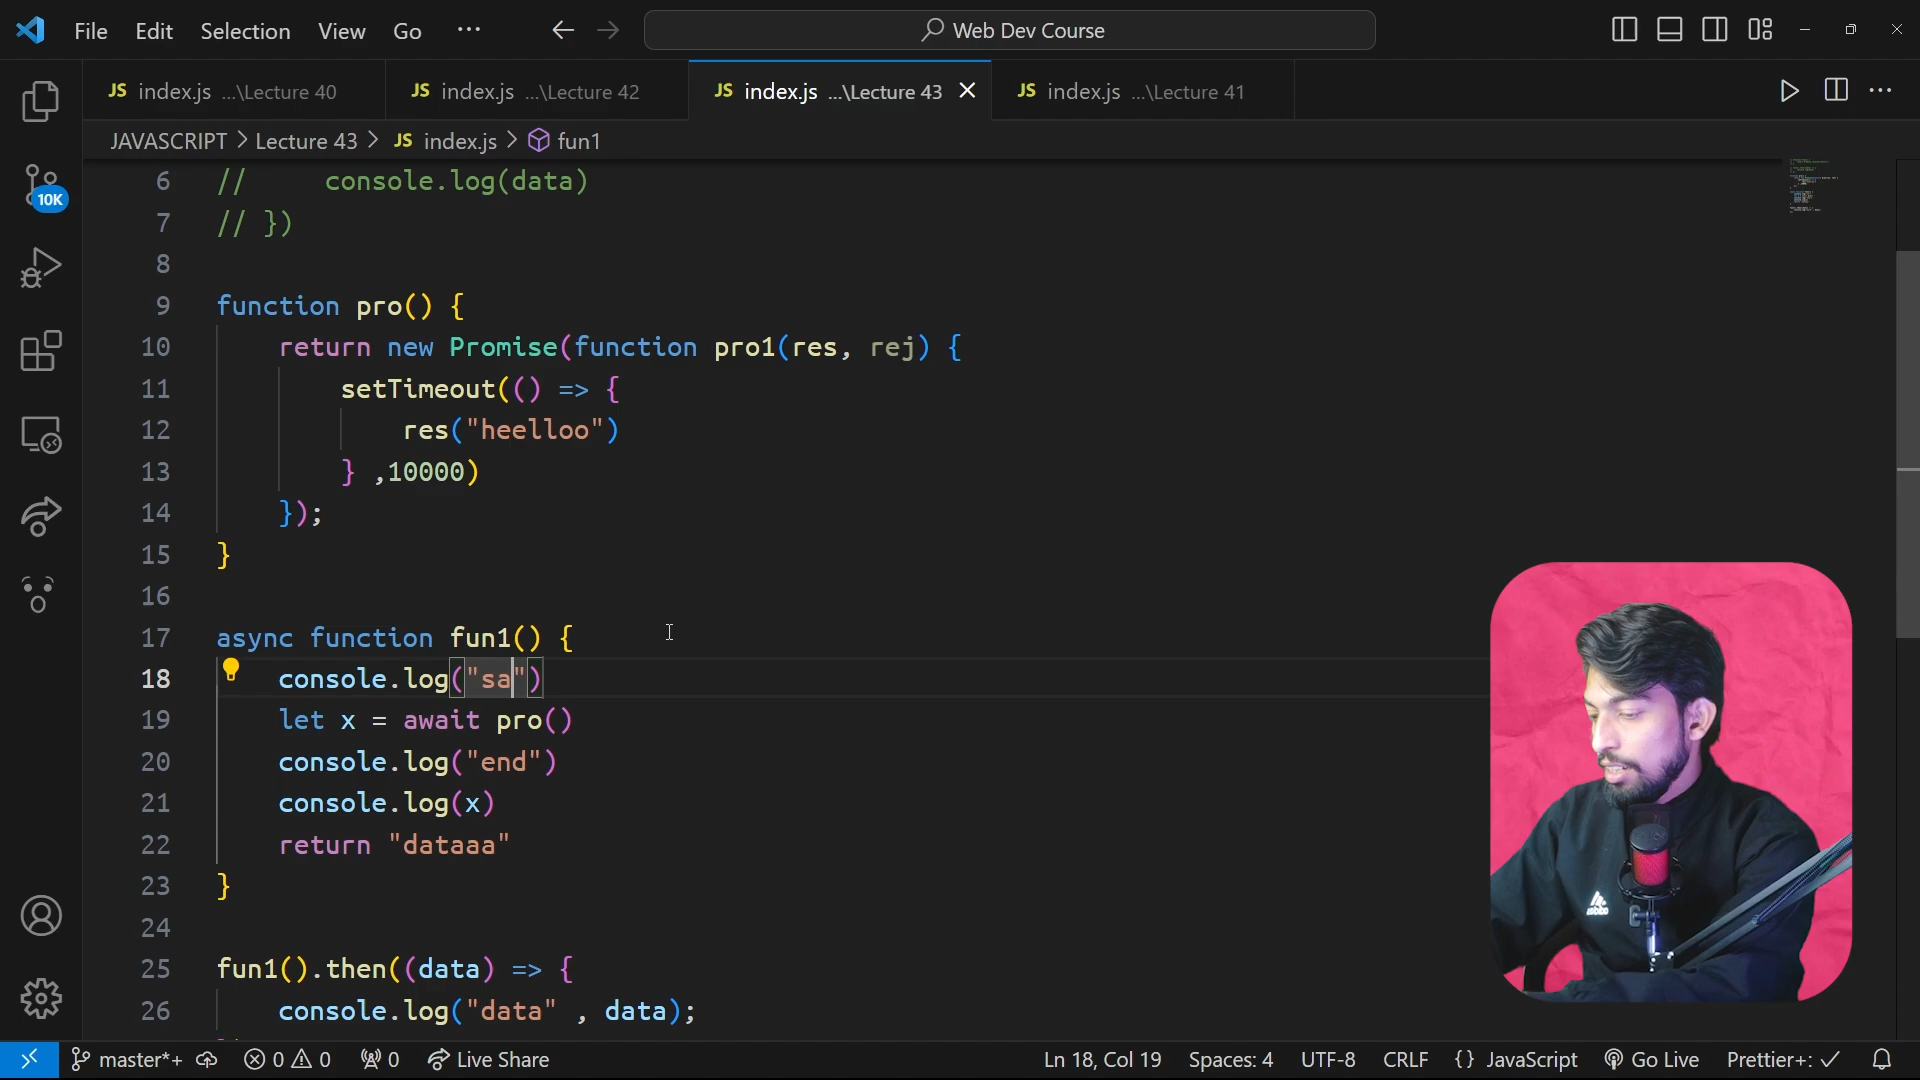 File Edit Selection View Go ··· Web Dev Course
JS index.js ...\Lecture 40 JS index.js ...\Lecture 42 JS index.js ...\Lecture 43 JS index.js ...\Lecture 41
JAVASCRIPT > Lecture 43 > JS index.js > fun1
10K
6 //      console.log(data)
7 // })
8
9 function pro() {
10     return new Promise(function pro1(res, rej) {
11         setTimeout(() => {
12             res("heelloo")
13         } ,10000)
14     });
15 }
16
17 async function fun1() {
18     console.log("sa")
19     let x = await pro()
20     console.log("end")
21     console.log(x)
22     return "dataaa"
23 }
24
25 fun1().then((data) => {
26     console.log("data" , data);
master*+ 0 0 0 Live Share Ln 18, Col 19 Spaces: 4 UTF-8 CRLF {} JavaScript Go Live Prettier+: ✓